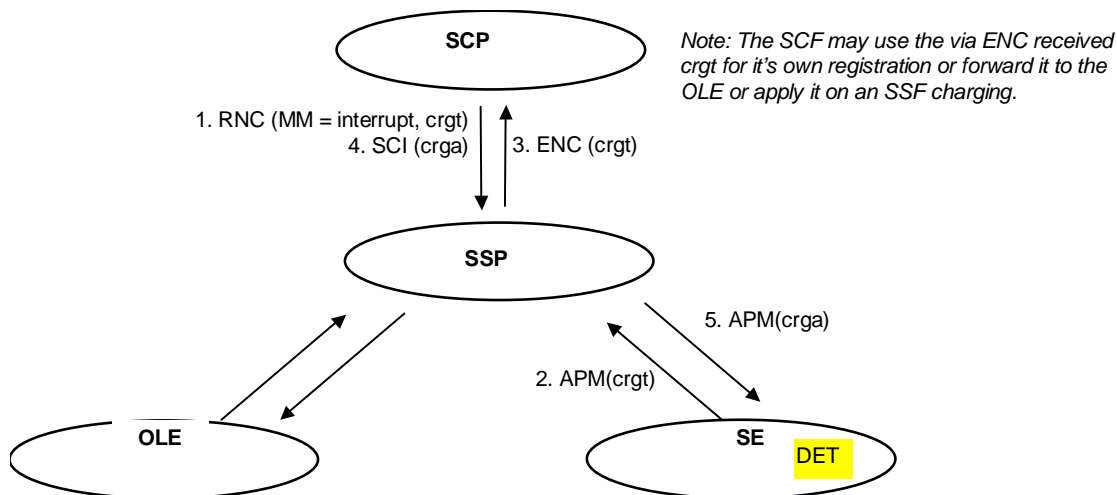 SCP
Note: The SCF may use the via ENC received
crgt for it's own registration or forward it to the
OLE or apply it on an SSF charging.
1. RNC (MM = interrupt, crgt)
4. SCI (crga)
3. ENC (crgt)
SSP
5. APM(crga)
2. APM(crgt)
OLE
SE
DET